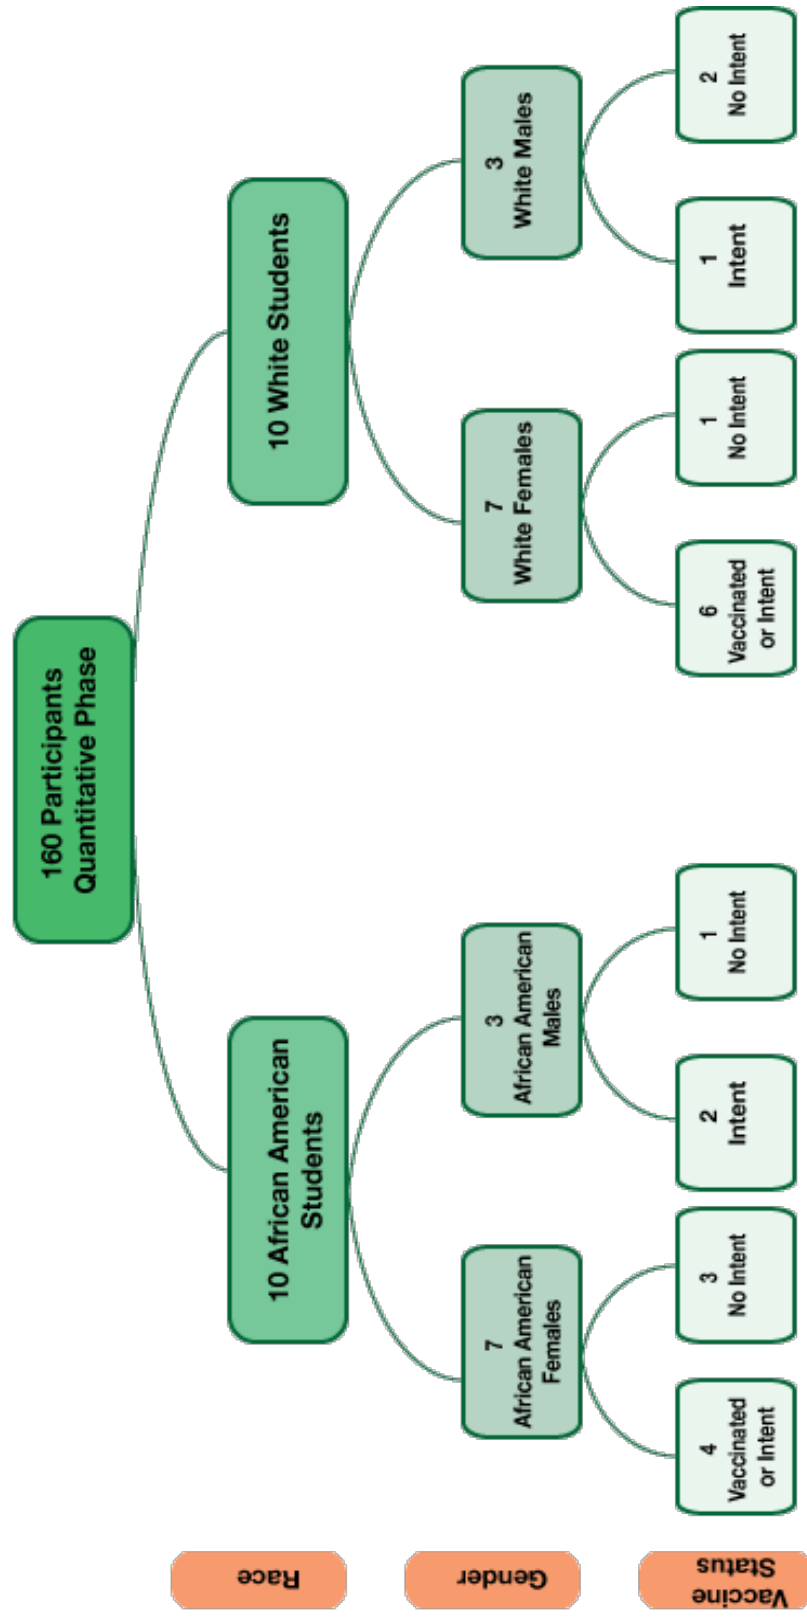 160 Participants
Quantitative Phase
Race
10 African American
Students
10 White Students
Gender
7
African American
Females
3
African American
Males
7
White Females
3
White Males
Vaccine
Status
4
Vaccinated
or Intent
3
No Intent
2
Intent
1
No Intent
6
Vaccinated
or Intent
1
No Intent
1
Intent
2
No Intent